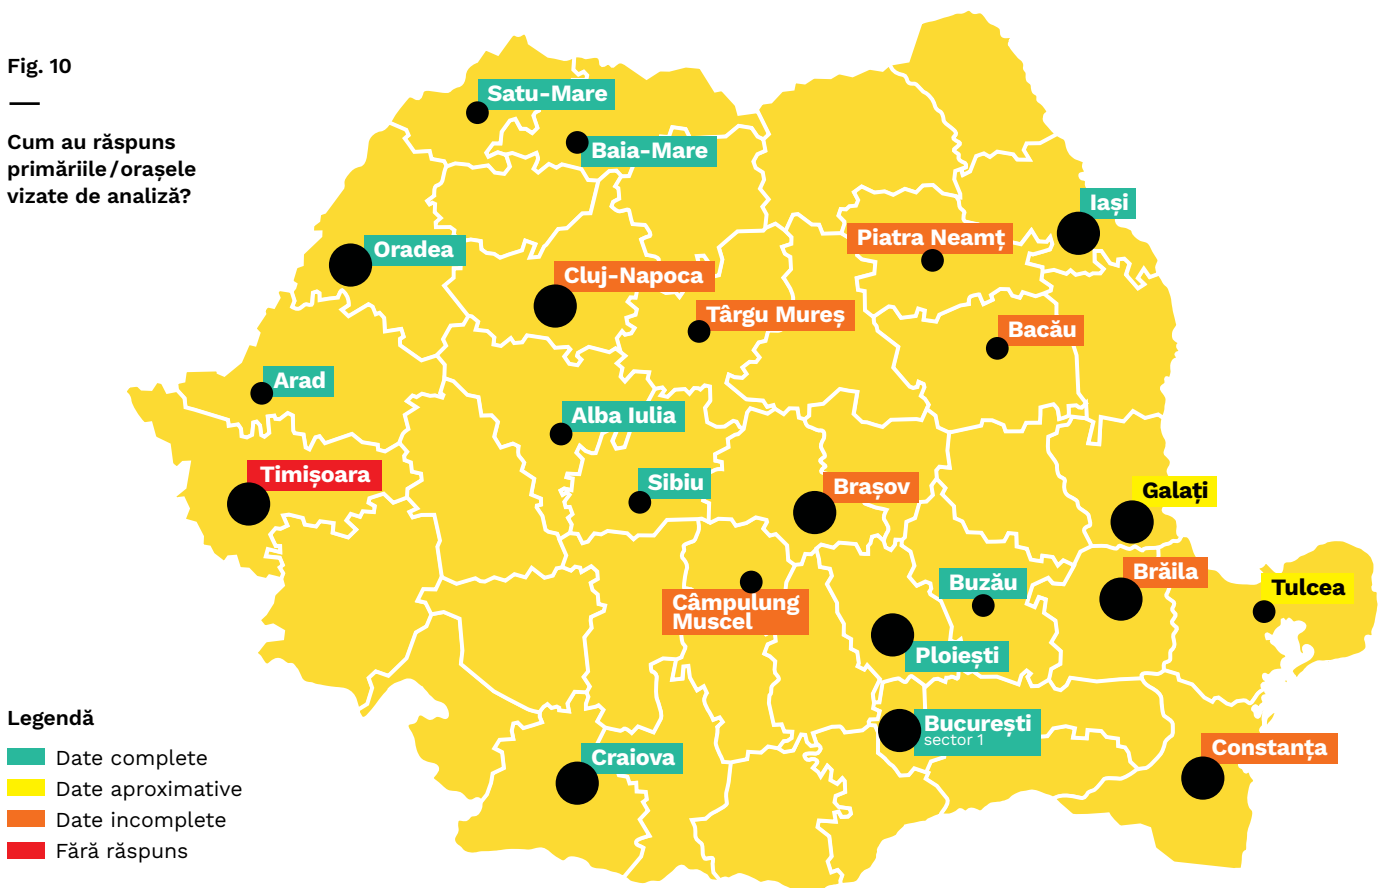 Fig. 10
—
Cum au răspuns
primăriile/orașele
vizate de analiză?
Satu-Mare
Baia-Mare
Iași
Piatra Neamț
Oradea
Cluj-Napoca
Târgu Mureș
Bacău
Arad
Alba Iulia
Timișoara
Sibiu
Brașov
Galați
Brăila
Buzău
Tulcea
Câmpulung
Muscel
Ploiești
București
sector 1
Constanța
Craiova
Legendă
Date complete
Date aproximative
Date incomplete
Fără răspuns